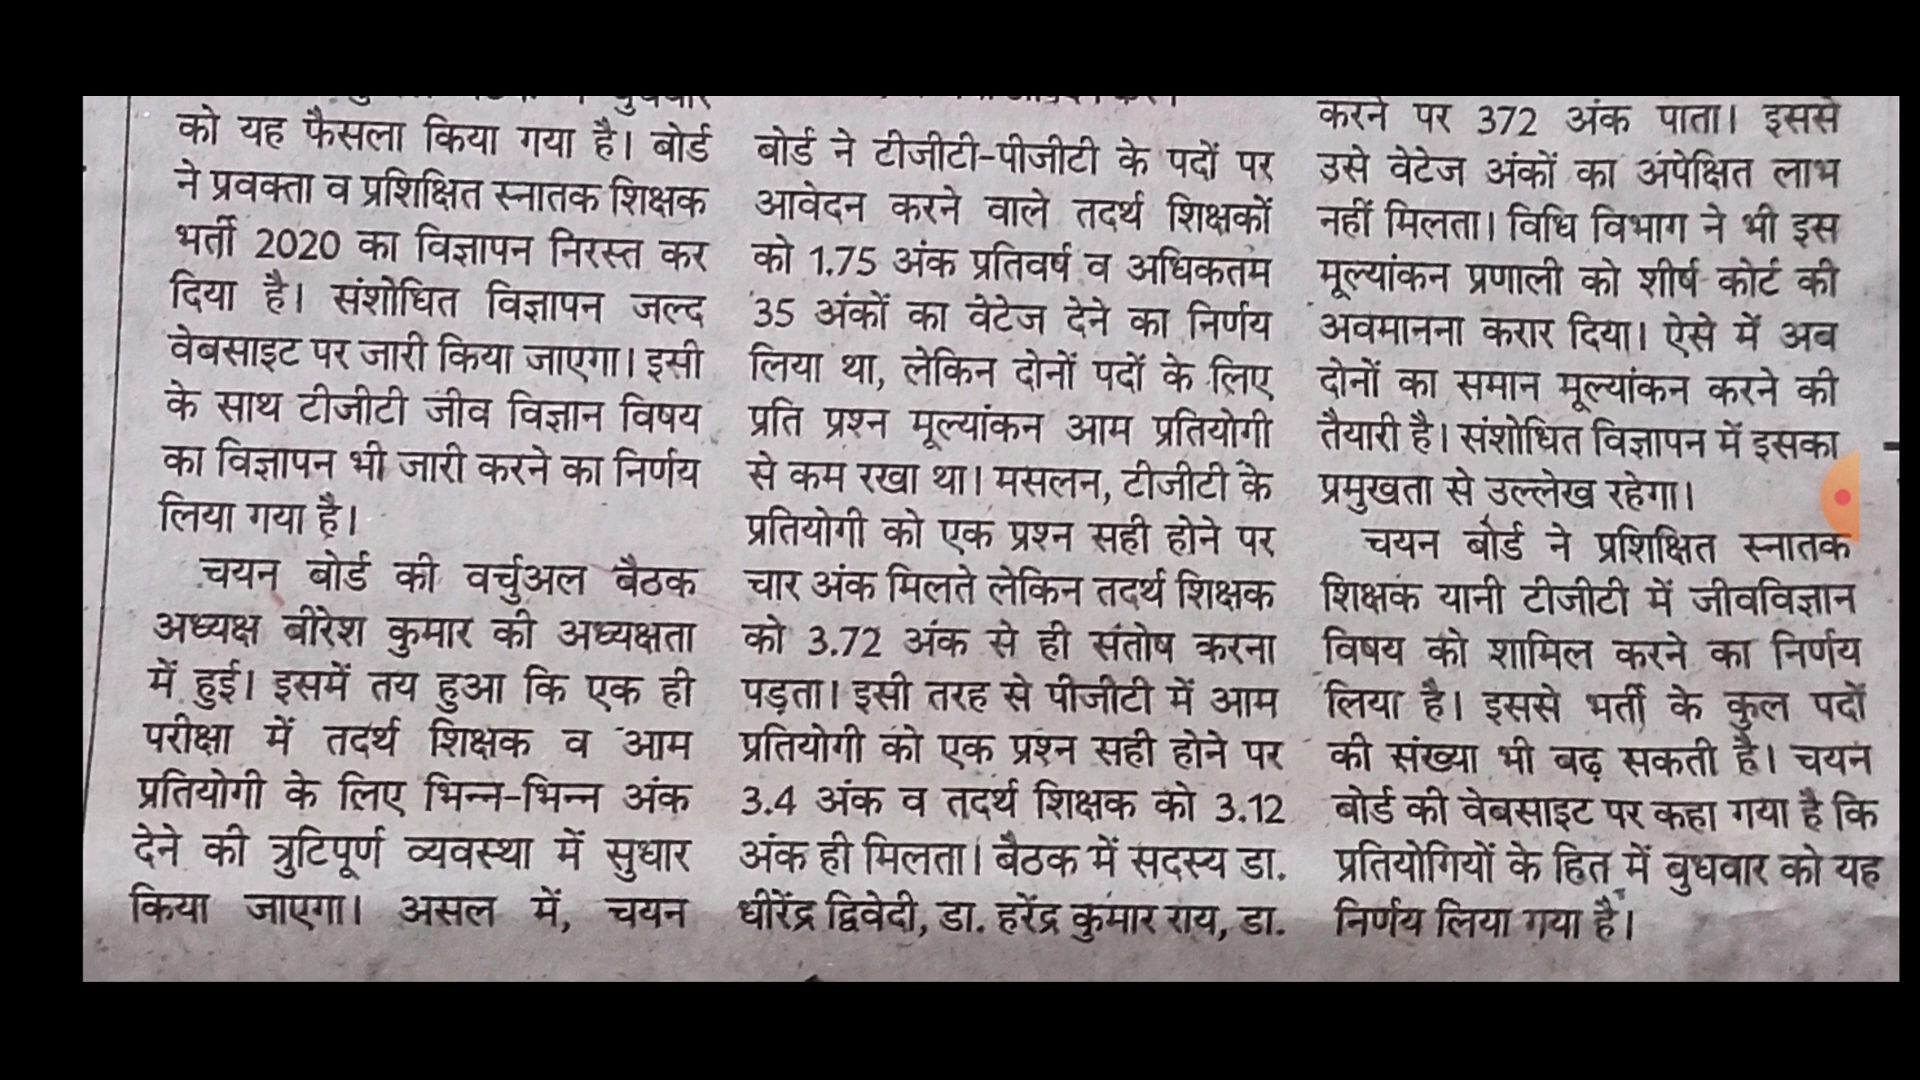 को यह फैसला किया गया है। बोर्ड
ने प्रवक्ता व प्रशिक्षित स्नातक शिक्षक
भर्ती 2020 का विज्ञापन निरस्त कर
दिया है। संशोधित विज्ञापन जल्द
वेबसाइट पर जारी किया जाएगा। इसी
के साथ टीजीटी जीव विज्ञान विषय
का विज्ञापन भी जारी करने का निर्णय
लिया गया है।
चयन बोर्ड की वर्चुअल बैठक
अध्यक्ष बीरेश कुमार की अध्यक्षता
में हुई। इसमें तय हुआ कि एक ही
परीक्षा में तदर्थ शिक्षक व आम
प्रतियोगी के लिए भिन्न-भिन्न अंक
देने की त्रुटिपूर्ण व्यवस्था में सुधार
किया जाएगा। असल में, चयन
बोर्ड ने टीजीटी-पीजीटी के पदों पर
आवेदन करने वाले तदर्थ शिक्षकों
को 1.75 अंक प्रतिवर्ष व अधिकतम
35 अंकों का वेटेज देने का निर्णय
लिया था, लेकिन दोनों पदों के लिए
प्रति प्रश्न मूल्यांकन आम प्रतियोगी
से कम रखा था। मसलन, टीजीटी के
प्रतियोगी को एक प्रश्न सही होने पर
चार अंक मिलते लेकिन तदर्थ शिक्षक
को 3.72 अंक से ही संतोष करना
पड़ता। इसी तरह से पीजीटी में आम
प्रतियोगी को एक प्रश्न सही होने पर
3.4 अंक व तदर्थ शिक्षक को 3.12
अंक ही मिलता। बैठक में सदस्य डा.
धीरेंद्र द्विवेदी, डा. हरेंद्र कुमार राय, डा.
करने पर 372 अंक पाता। इससे
उसे वेटेज अंकों का अपेक्षित लाभ
नहीं मिलता। विधि विभाग ने भी इस
मूल्यांकन प्रणाली को शीर्ष कोर्ट की
अवमानना करार दिया। ऐसे में अब
दोनों का समान मूल्यांकन करने की
तैयारी है। संशोधित विज्ञापन में इसका
प्रमुखता से उल्लेख रहेगा।
चयन बोर्ड ने प्रशिक्षित स्नातक
शिक्षक यानी टीजीटी में जीवविज्ञान
विषय को शामिल करने का निर्णय
लिया है। इससे भर्ती के कुल पदों
की संख्या भी बढ़ सकती है। चयन
बोर्ड की वेबसाइट पर कहा गया है कि
प्रतियोगियों के हित में बुधवार को यह
निर्णय लिया गया है।